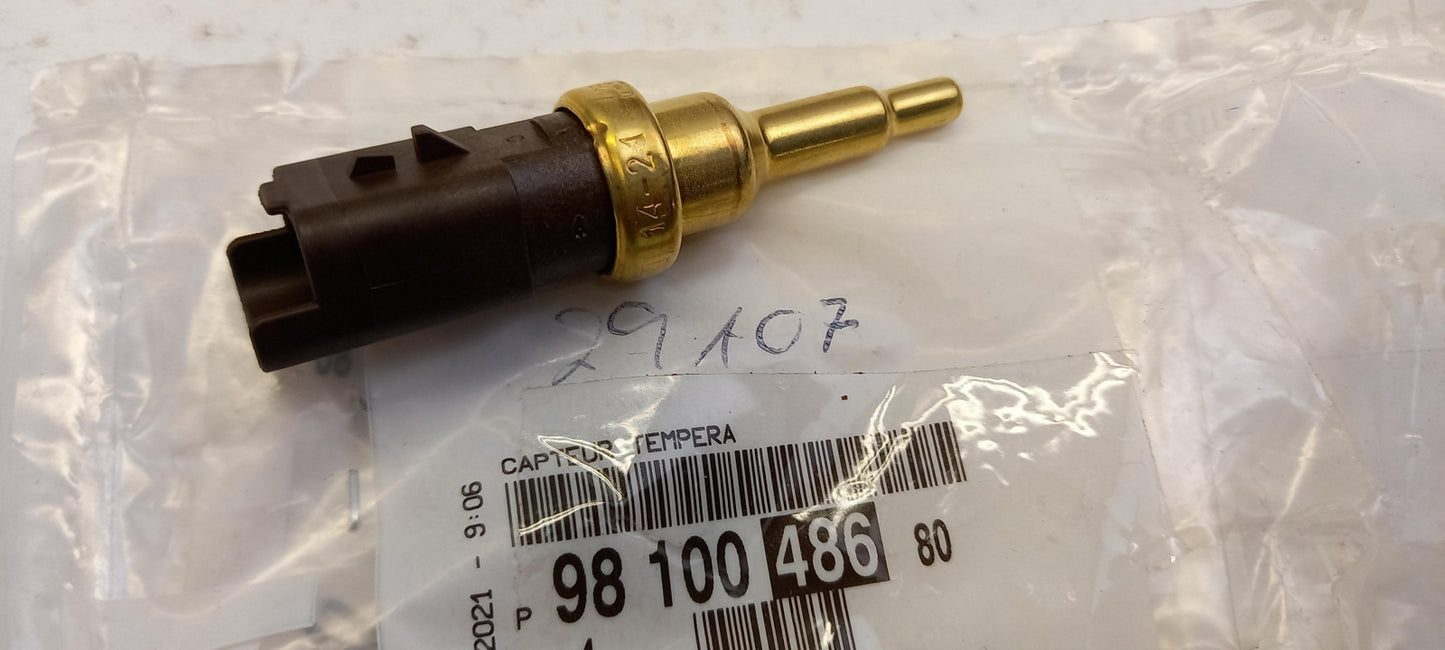 14-21
29107
CAPTEUR TEMPERA
P 98 100 486 80
2021 - 9:06